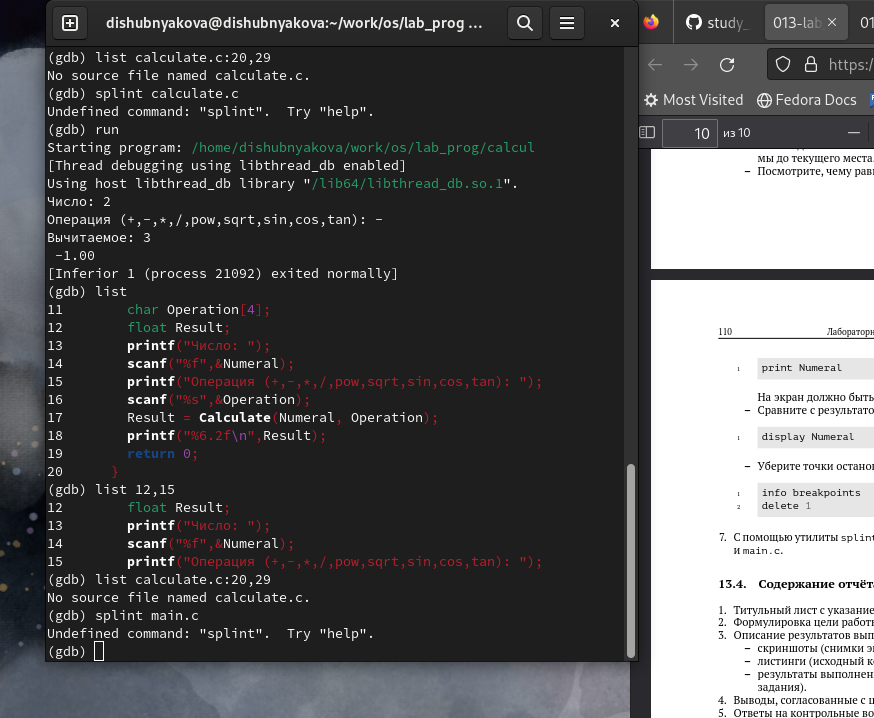 dishubnyakova@dishubnyakova:~/work/os/lab_prog ...
(gdb) list calculate.c:20,29
No source file named calculate.c.
(gdb) splint calculate.c
Undefined command: "splint".  Try "help".
(gdb) run
Starting program: /home/dishubnyakova/work/os/lab_prog/calcul
[Thread debugging using libthread_db enabled]
Using host libthread_db library "/lib64/libthread_db.so.1".
Число: 2
Операция (+,-,*,/,pow,sqrt,sin,cos,tan): -
Вычитаемое: 3
 -1.00
[Inferior 1 (process 21092) exited normally]
(gdb) list
11        char Operation[4];
12        float Result;
13        printf("Число: ");
14        scanf("%f",&Numeral);
15        printf("Операция (+,-,*,/,pow,sqrt,sin,cos,tan): ");
16        scanf("%s",&Operation);
17        Result = Calculate(Numeral, Operation);
18        printf("%6.2f\n",Result);
19        return 0;
20      }
(gdb) list 12,15
12        float Result;
13        printf("Число: ");
14        scanf("%f",&Numeral);
15        printf("Операция (+,-,*,/,pow,sqrt,sin,cos,tan): ");
(gdb) list calculate.c:20,29
No source file named calculate.c.
(gdb) splint main.c
Undefined command: "splint".  Try "help".
(gdb)
study_
013-lab
01
https:/
Most Visited
Fedora Docs
10 из 10
мы до текущего места.
– Посмотрите, чему рав
110 Лаборатор
1 print Numeral
На экран должно быть
– Сравните с результато
1 display Numeral
– Уберите точки останов
1 info breakpoints
2 delete 1
7. С помощью утилиты splint
и main.c.
13.4. Содержание отчёта
1. Титульный лист с указание
2. Формулировка цели работы
3. Описание результатов вып
– скриншоты (снимки э
– листинги (исходный к
– результаты выполнен
задания).
4. Выводы, согласованные с ц
5. Ответы на контрольные во